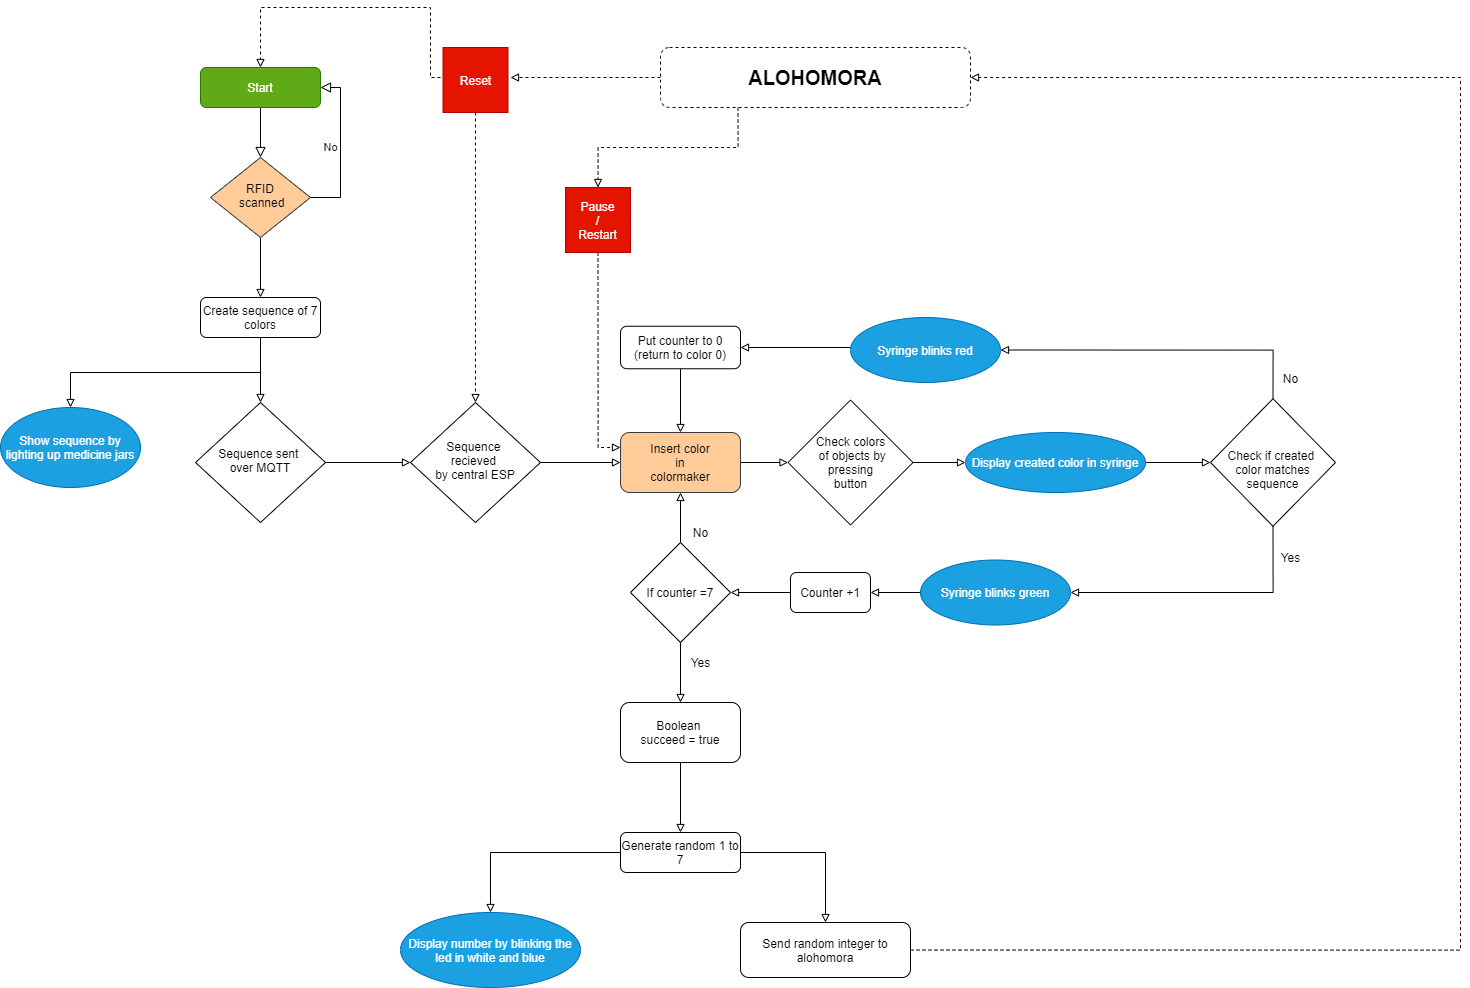 ALOHOMORA
Reset
Start
No
RFID
scanned
Pause
/
Restart
Create sequence of 7
colors
Put counter to 0
(return to color 0)
Syringe blinks red
No
Show sequence by
lighting up medicine jars
Sequence sent
over MQTT
Sequence
recieved
by central ESP
Insert color
in
colormaker
Check colors
of objects by
pressing
button
Display created color in syringe
Check if created
color matches
sequence
No
Yes
If counter =7
Counter +1
Syringe blinks green
Yes
Boolean
succeed = true
Generate random 1 to
7
Display number by blinking the
led in white and blue
Send random integer to
alohomora